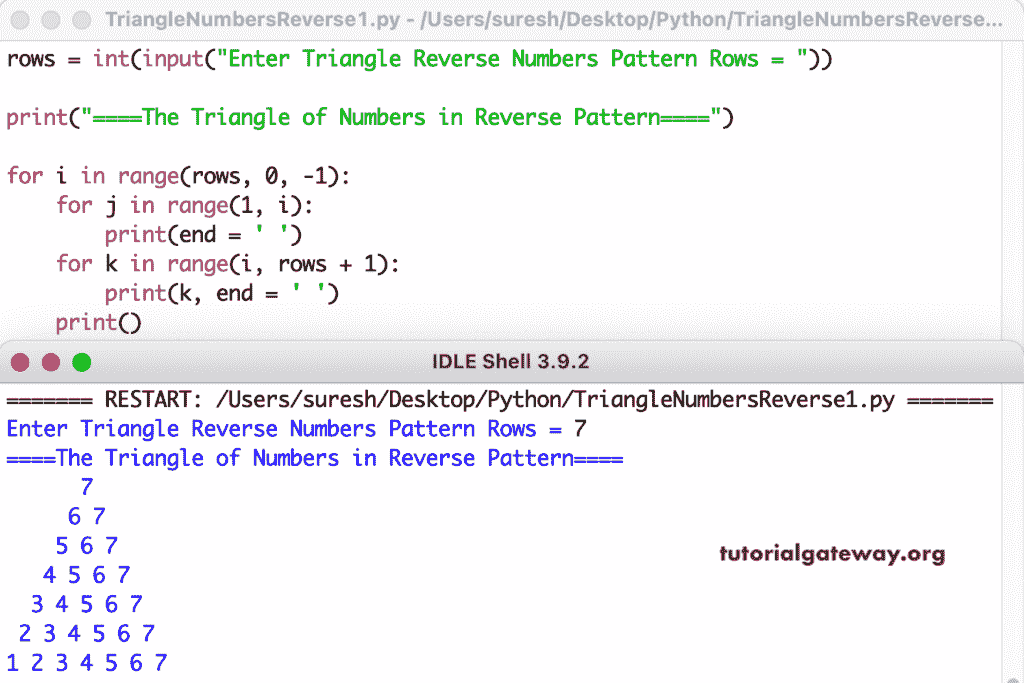 TriangleNumbersReverse1.py - /Users/suresh/Desktop/Python/TriangleNumbersReverse...
rows = int(input("Enter Triangle Reverse Numbers Pattern Rows = "))
print("====The Triangle of Numbers in Reverse Pattern====")
for i in range(rows, 0, -1):
    for j in range(1, i):
        print(end = ' ')
    for k in range(i, rows + 1):
        print(k, end = ' ')
    print()
IDLE Shell 3.9.2
======= RESTART: /Users/suresh/Desktop/Python/TriangleNumbersReverse1.py =======
Enter Triangle Reverse Numbers Pattern Rows = 7
====The Triangle of Numbers in Reverse Pattern====
      7
     6 7
    5 6 7
   4 5 6 7
  3 4 5 6 7
 2 3 4 5 6 7
1 2 3 4 5 6 7
tutorialgateway.org